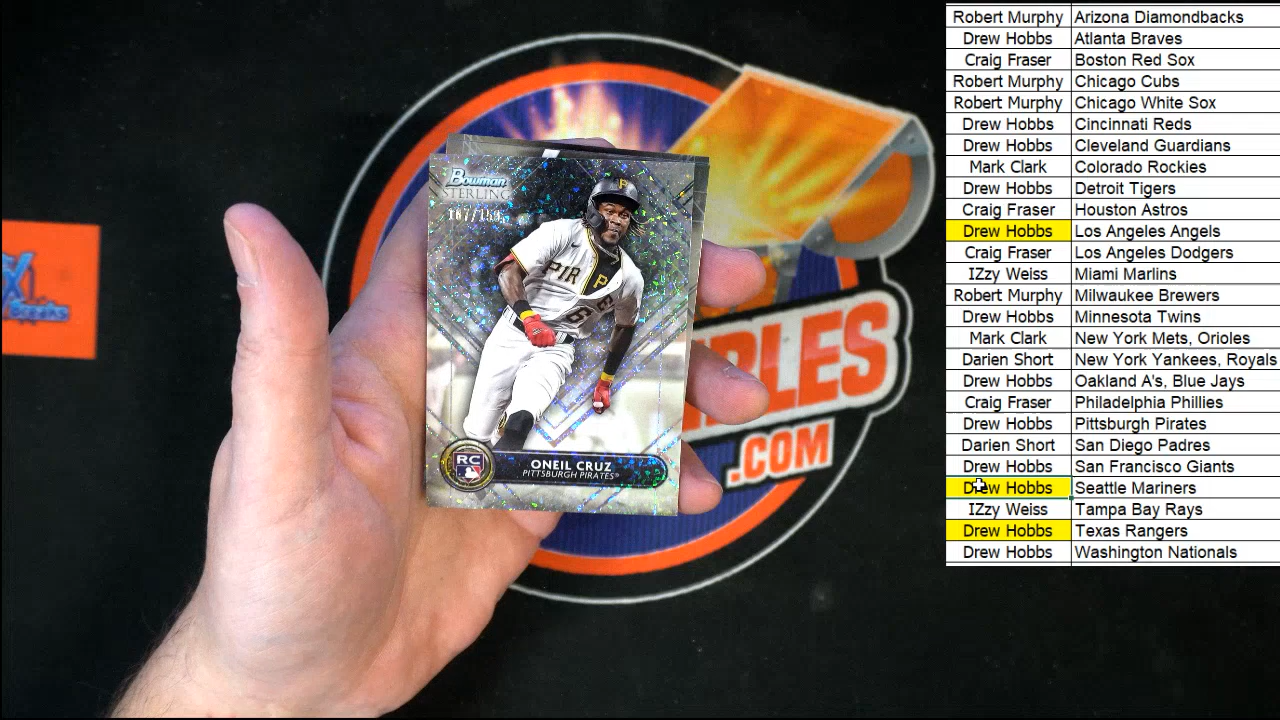 Bowman
STERLING
PIR P
6
P
RC
ONEIL CRUZ
PITTSBURGH PIRATES®
PLES
.COM
Robert Murphy Arizona Diamondbacks
Drew Hobbs Atlanta Braves
Craig Fraser Boston Red Sox
Robert Murphy Chicago Cubs
Robert Murphy Chicago White Sox
Drew Hobbs Cincinnati Reds
Drew Hobbs Cleveland Guardians
Mark Clark Colorado Rockies
Drew Hobbs Detroit Tigers
Craig Fraser Houston Astros
Drew Hobbs Los Angeles Angels
Craig Fraser Los Angeles Dodgers
IZzy Weiss Miami Marlins
Robert Murphy Milwaukee Brewers
Drew Hobbs Minnesota Twins
Mark Clark New York Mets, Orioles
Darien Short New York Yankees, Royals
Drew Hobbs Oakland A's, Blue Jays
Craig Fraser Philadelphia Phillies
Drew Hobbs Pittsburgh Pirates
Darien Short San Diego Padres
Drew Hobbs San Francisco Giants
Drew Hobbs Seattle Mariners
IZzy Weiss Tampa Bay Rays
Drew Hobbs Texas Rangers
Drew Hobbs Washington Nationals